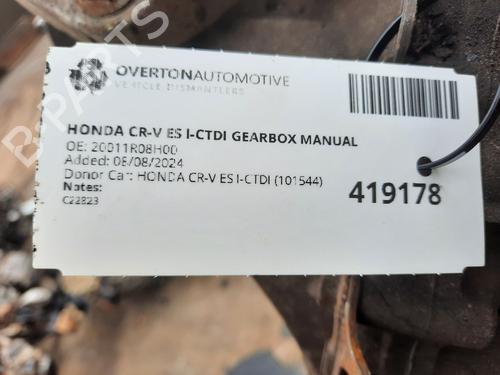 OVERTONAUTOMOTIVE
VEHICLE DISMANTLERS
HONDA CR-V ES I-CTDI GEARBOX MANUAL
OE: 20011R08H00
Added: 08/08/2024
Donor Car: HONDA CR-V ES I-CTDI (101544)
Notes:
C22823
419178
B-PARTS